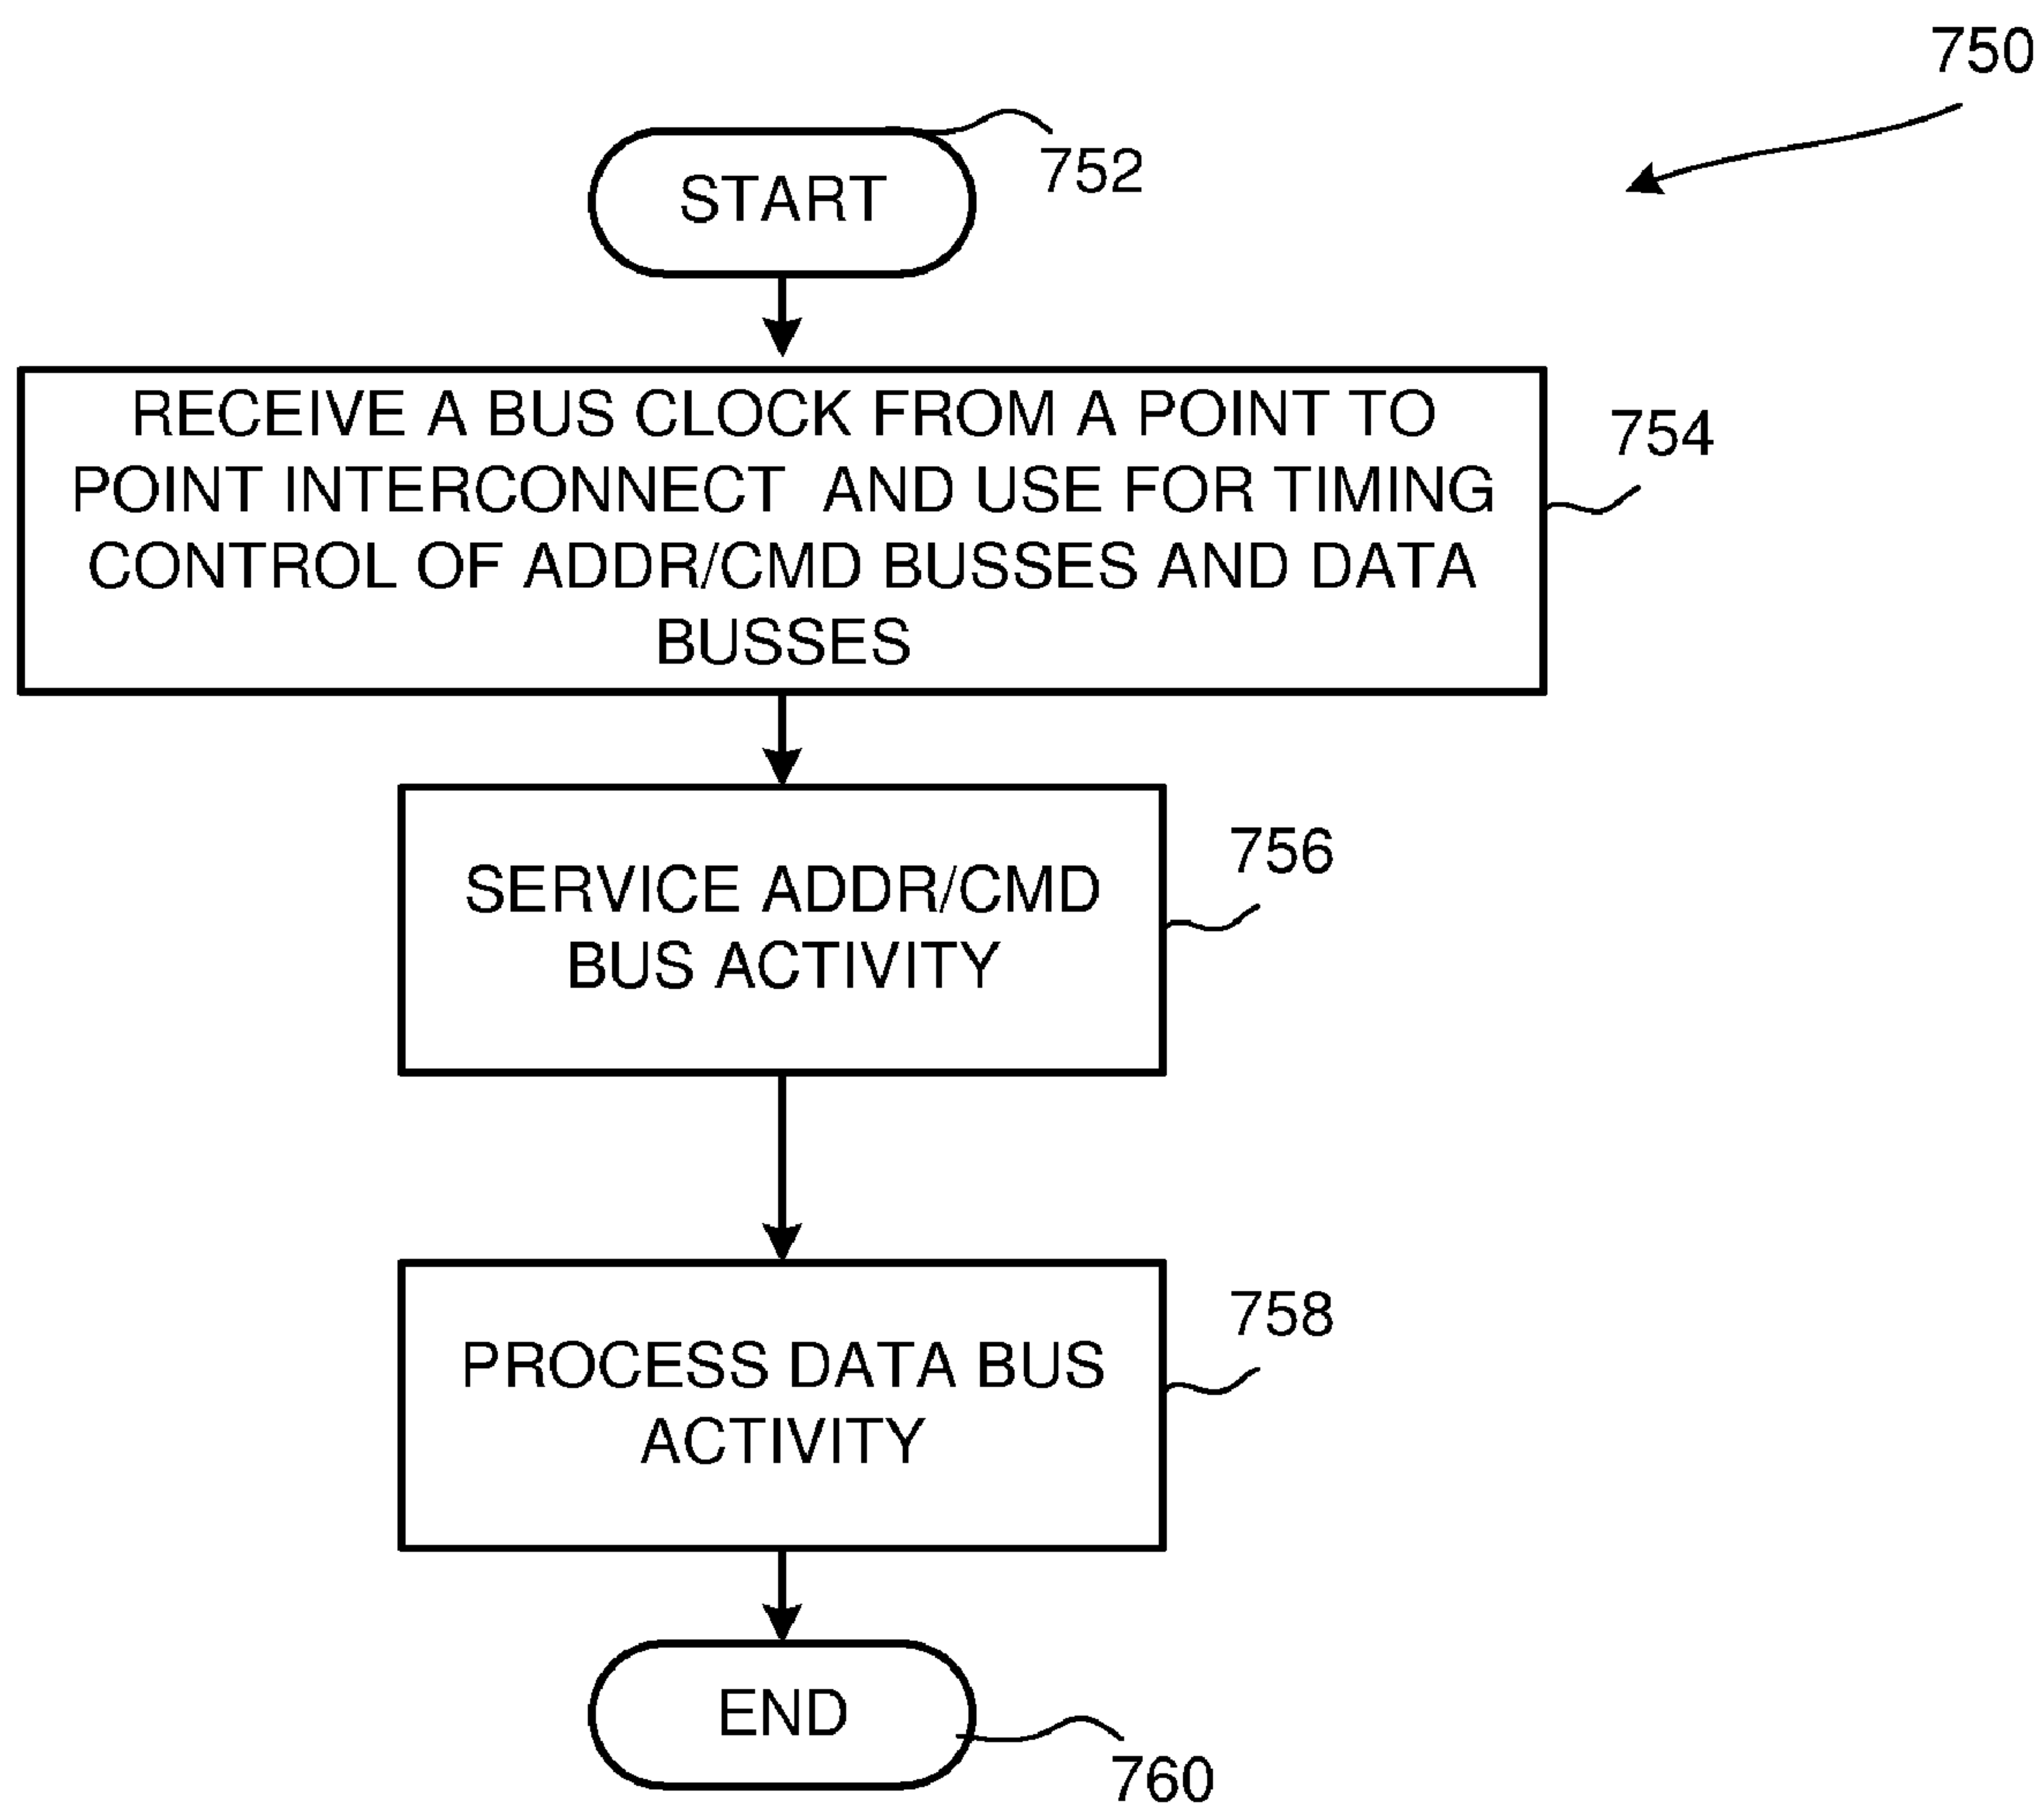 750
752
START
RECEIVE A BUS CLOCK FROM A POINT TO
POINT INTERCONNECT AND USE FOR TIMING
CONTROL OF ADDR/CMD BUSSES AND DATA
BUSSES
754
SERVICE ADDR/CMD
BUS ACTIVITY
756
PROCESS DATA BUS
ACTIVITY
758
END
760